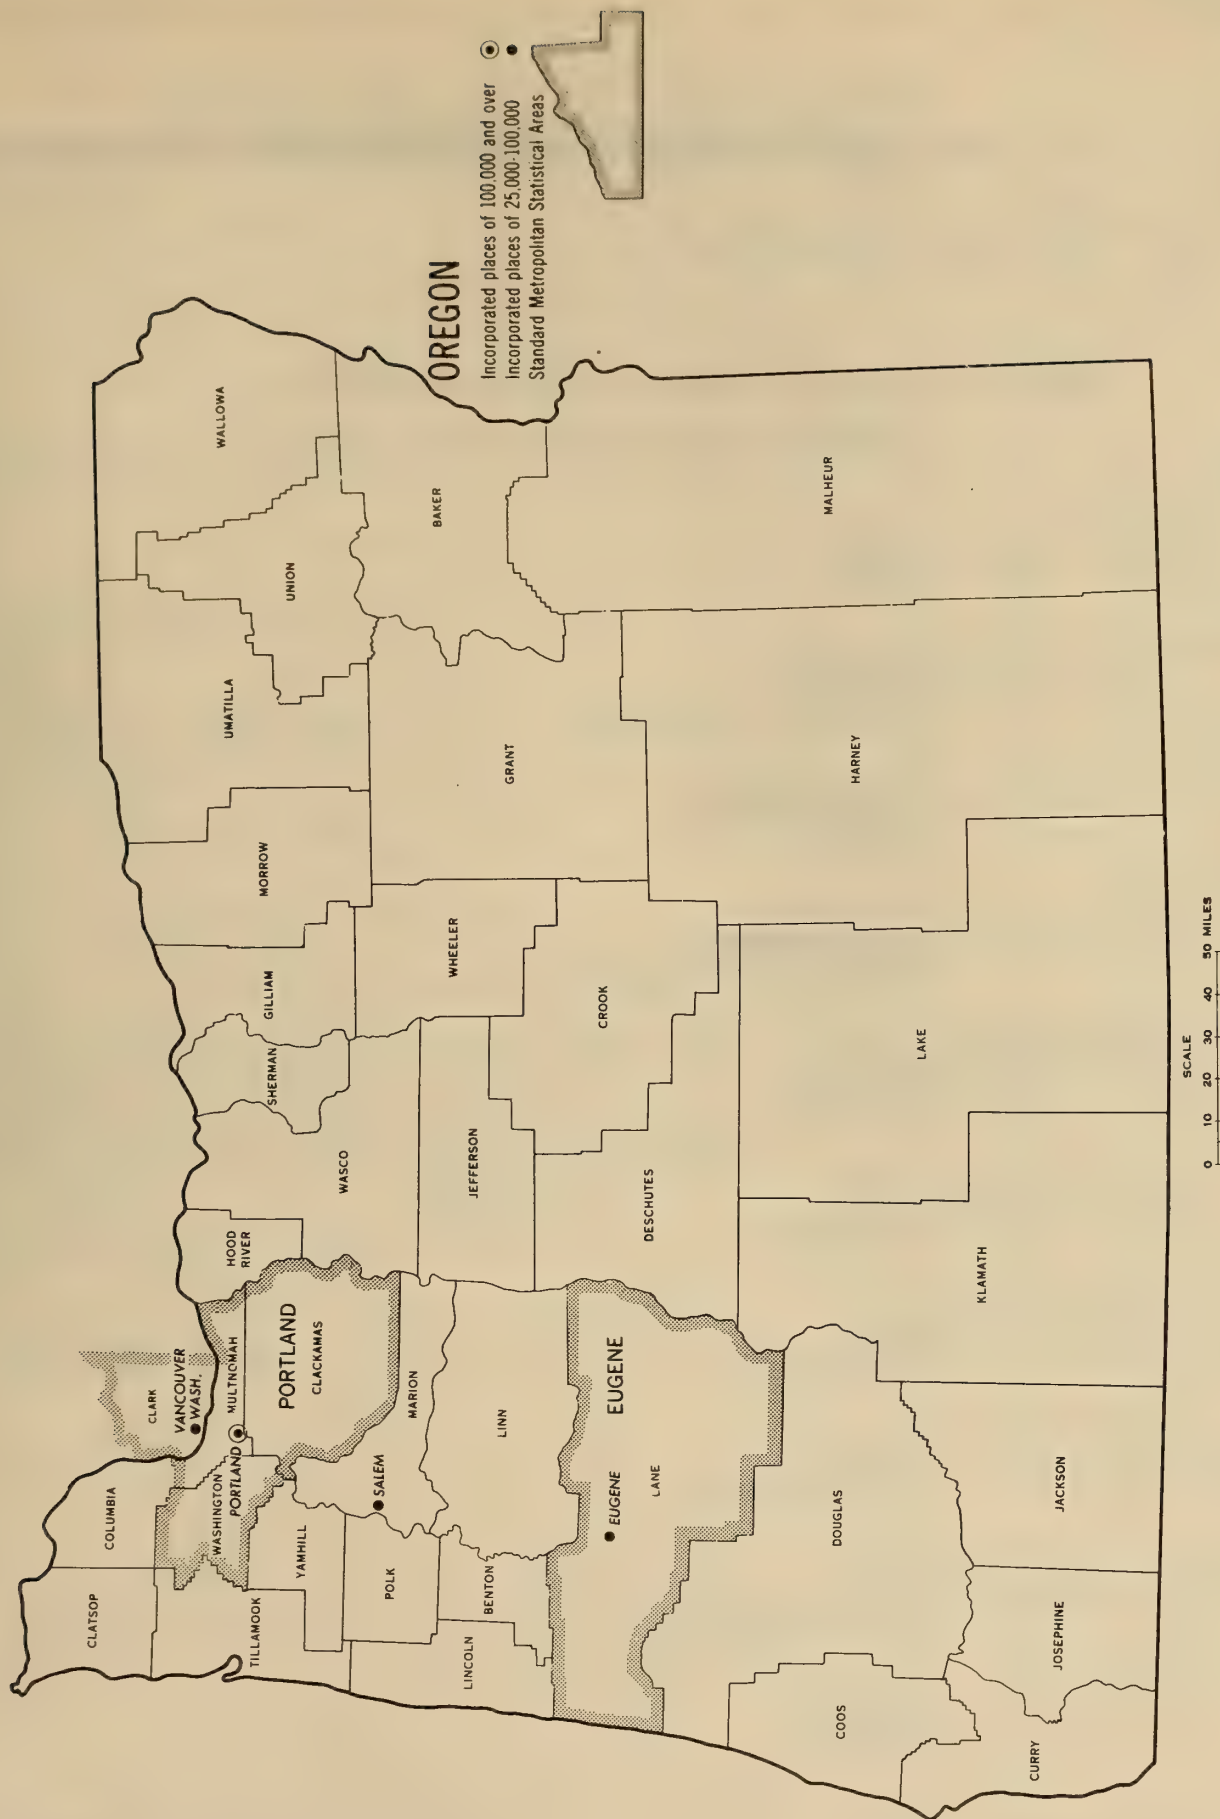 OREGON
Incorporated places of 100,000 and over
Incorporated places of 25,000-100,000
Standard Metropolitan Statistical Areas
CLATSOP
COLUMBIA
CLARK
VANCOUVER
WASH.
TILLAMOOK
WASHINGTON
PORTLAND
MULTNOMAH
HOOD
RIVER
SHERMAN
GILLIAM
MORROW
UMATILLA
UNION
WALLOWA
YAMHILL
PORTLAND
CLACKAMAS
WASCO
POLK
SALEM
MARION
LINCOLN
BENTON
LINN
JEFFERSON
WHEELER
GRANT
BAKER
EUGENE
EUGENE
LANE
DESCHUTES
CROOK
COOS
DOUGLAS
KLAMATH
LAKE
HARNEY
MALHEUR
CURRY
JOSEPHINE
JACKSON
SCALE
0 10 20 30 40 50 MILES